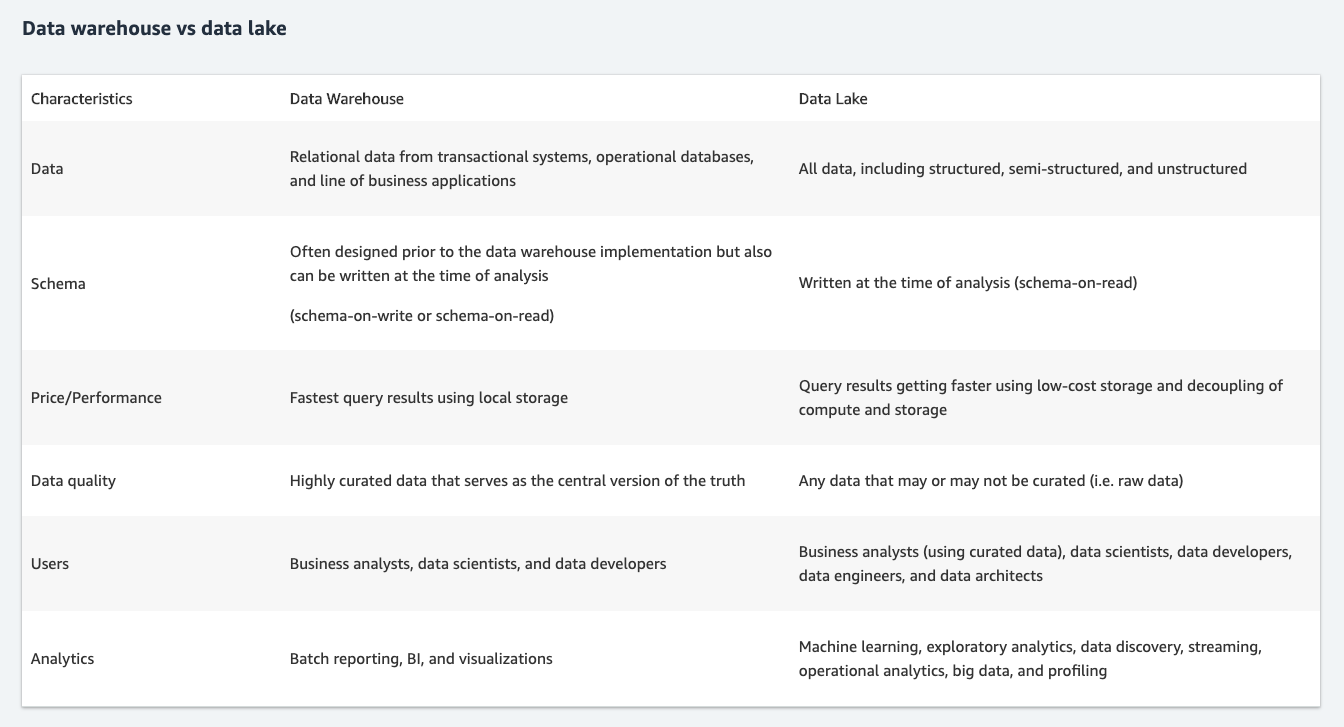 Data warehouse vs data lake
Characteristics
Data Warehouse
Data Lake
Data
Relational data from transactional systems, operational databases,
and line of business applications
All data, including structured, semi-structured, and unstructured
Schema
Often designed prior to the data warehouse implementation but also
can be written at the time of analysis
(schema-on-write or schema-on-read)
Written at the time of analysis (schema-on-read)
Price/Performance
Fastest query results using local storage
Query results getting faster using low-cost storage and decoupling of
compute and storage
Data quality
Highly curated data that serves as the central version of the truth
Any data that may or may not be curated (i.e. raw data)
Users
Business analysts, data scientists, and data developers
Business analysts (using curated data), data scientists, data developers,
data engineers, and data architects
Analytics
Batch reporting, BI, and visualizations
Machine learning, exploratory analytics, data discovery, streaming,
operational analytics, big data, and profiling